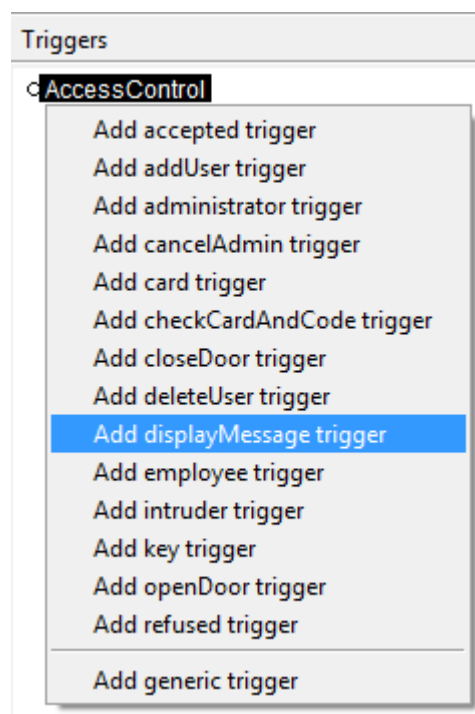 Triggers
AccessControl
Add accepted trigger
Add addUser trigger
Add administrator trigger
Add cancelAdmin trigger
Add card trigger
Add checkCardAndCode trigger
Add closeDoor trigger
Add deleteUser trigger
Add displayMessage trigger
Add employee trigger
Add intruder trigger
Add key trigger
Add openDoor trigger
Add refused trigger
Add generic trigger